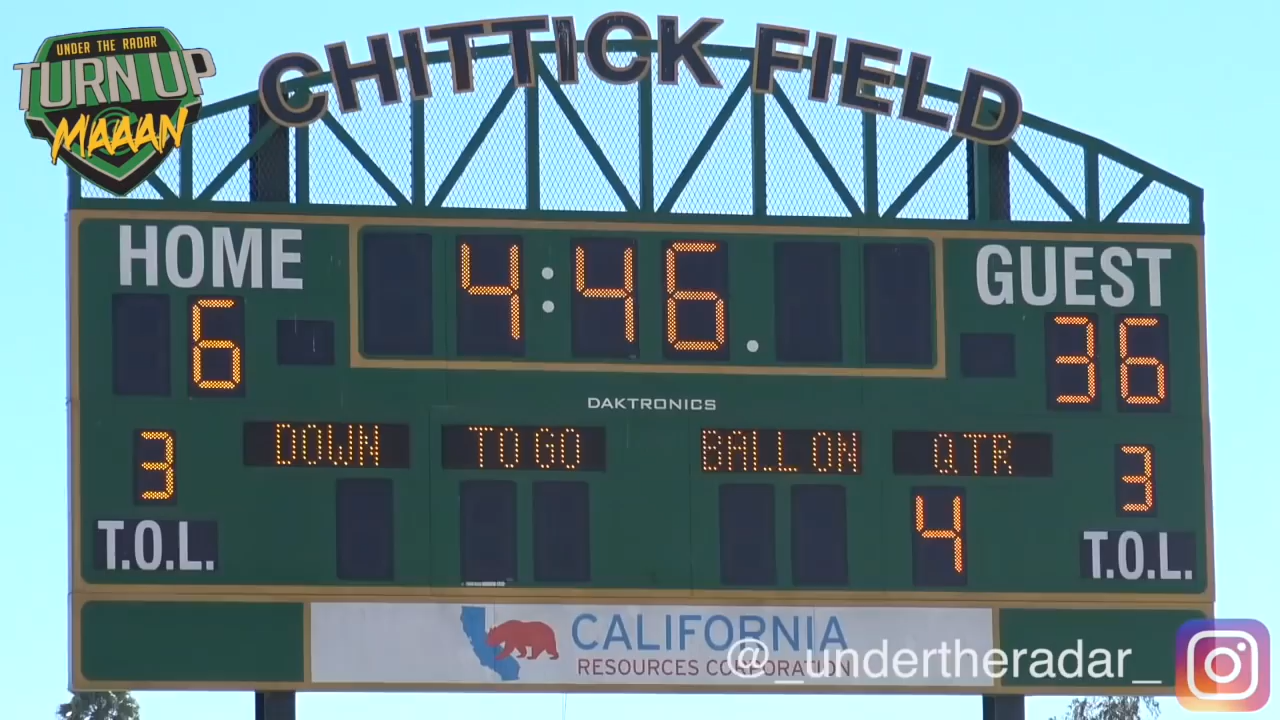 UNDER THE RADAR
TURN UP
MAAAN
CHITTICK FIELD
HOME
4:46.
GUEST
6
36
DAKTRONICS
DOWN
TO GO
BALL ON
QTR
3
4
3
T.O.L.
T.O.L.
CALIFORNIA
RESOURCES CORPORATION
@_undertheradar_